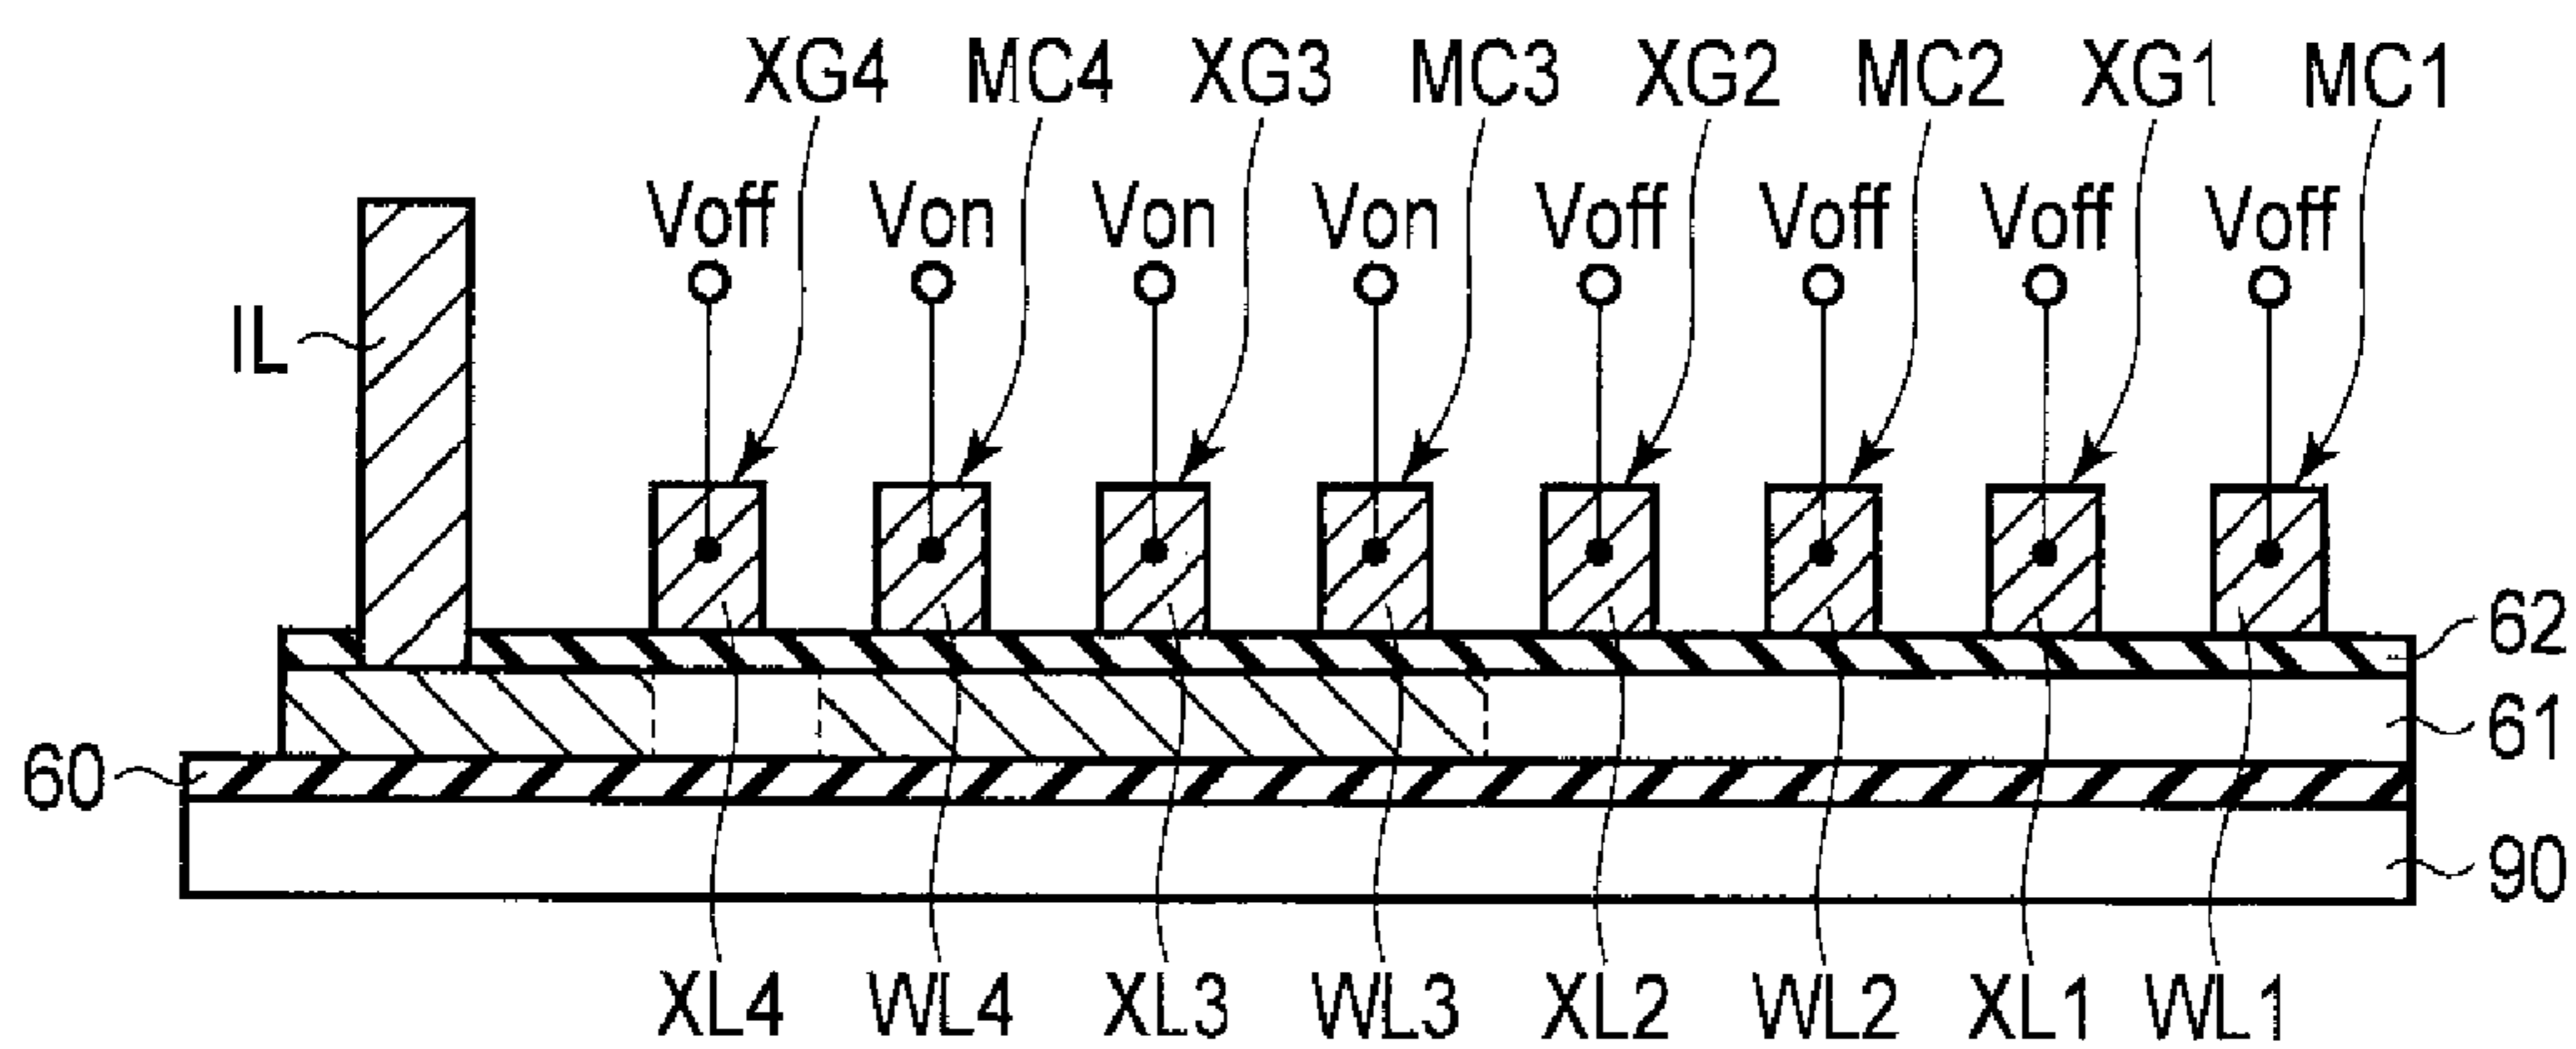 XG4 MC4 XG3 MC3 XG2 MC2 XG1 MC1
Voff Von Von Von Voff Voff Voff Voff
IL
62
61
60
90
XL4 WL4 XL3 WL3 XL2 WL2 XL1 WL1